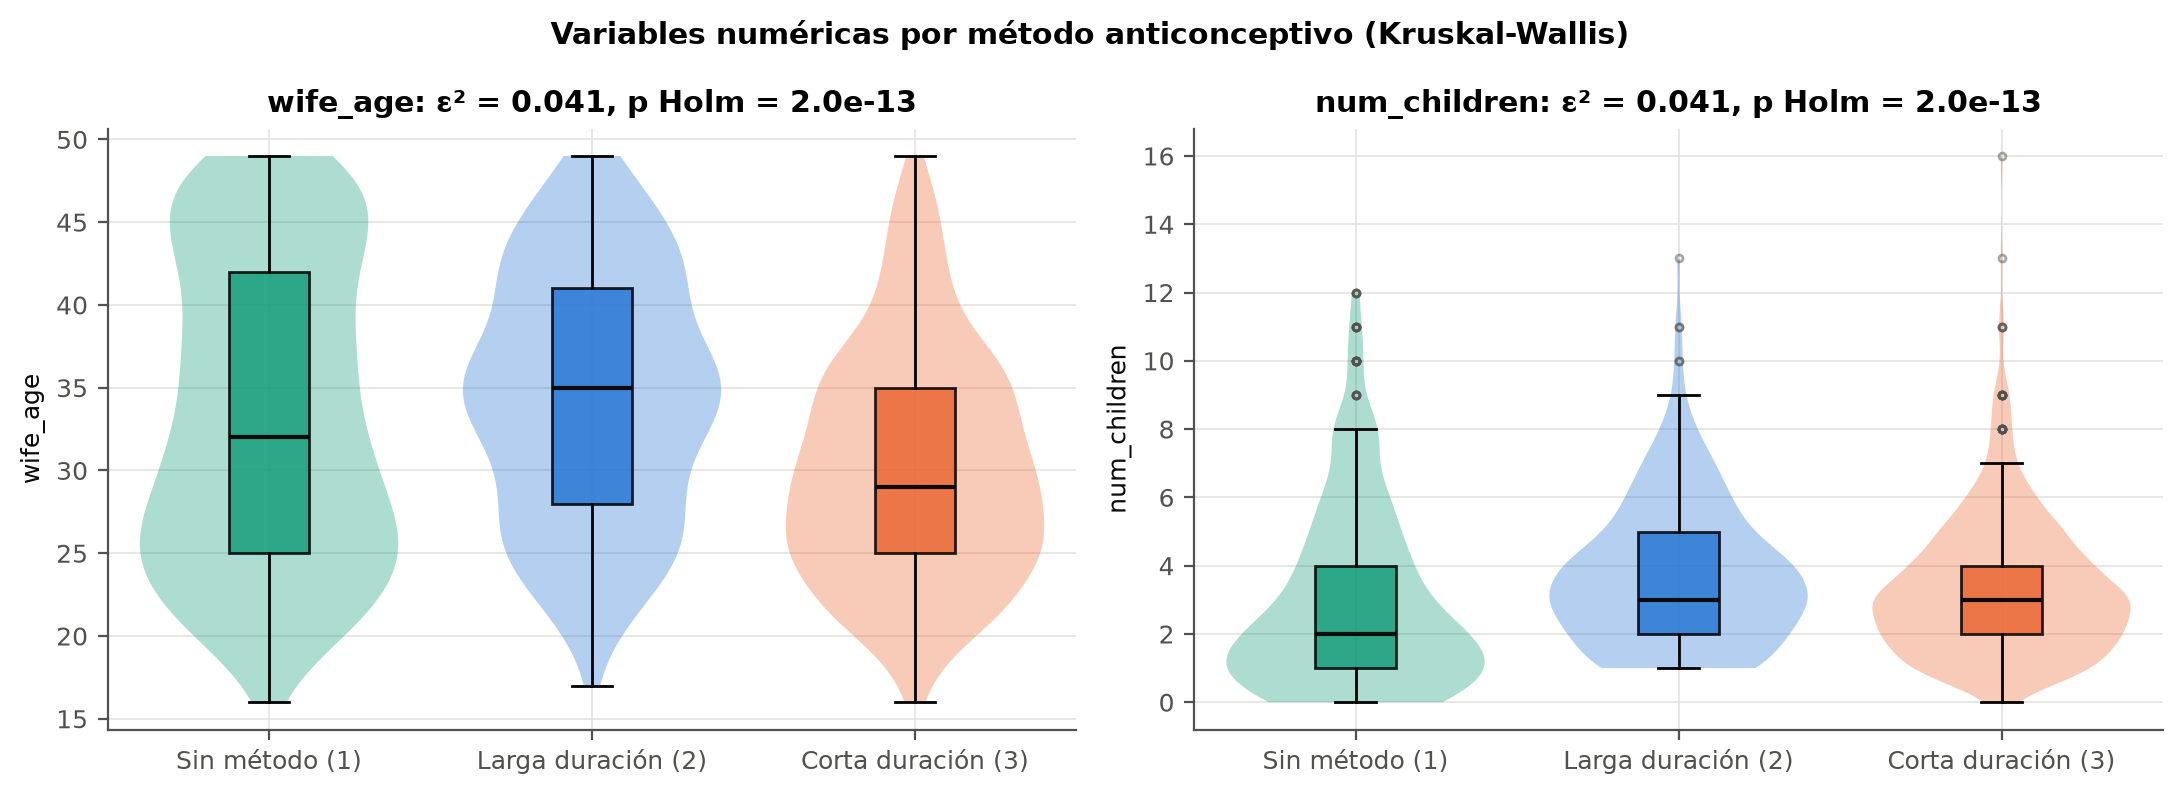 Variables numéricas por método anticonceptivo (Kruskal-Wallis)
wife_age: ε² = 0.041, p Holm = 2.0e-13
50
45
40
35
30
25
20
15
wife_age
Sin método (1)
Larga duración (2)
Corta duración (3)
num_children: ε² = 0.041, p Holm = 2.0e-13
16
14
12
10
8
6
4
2
0
num_children
Sin método (1)
Larga duración (2)
Corta duración (3)